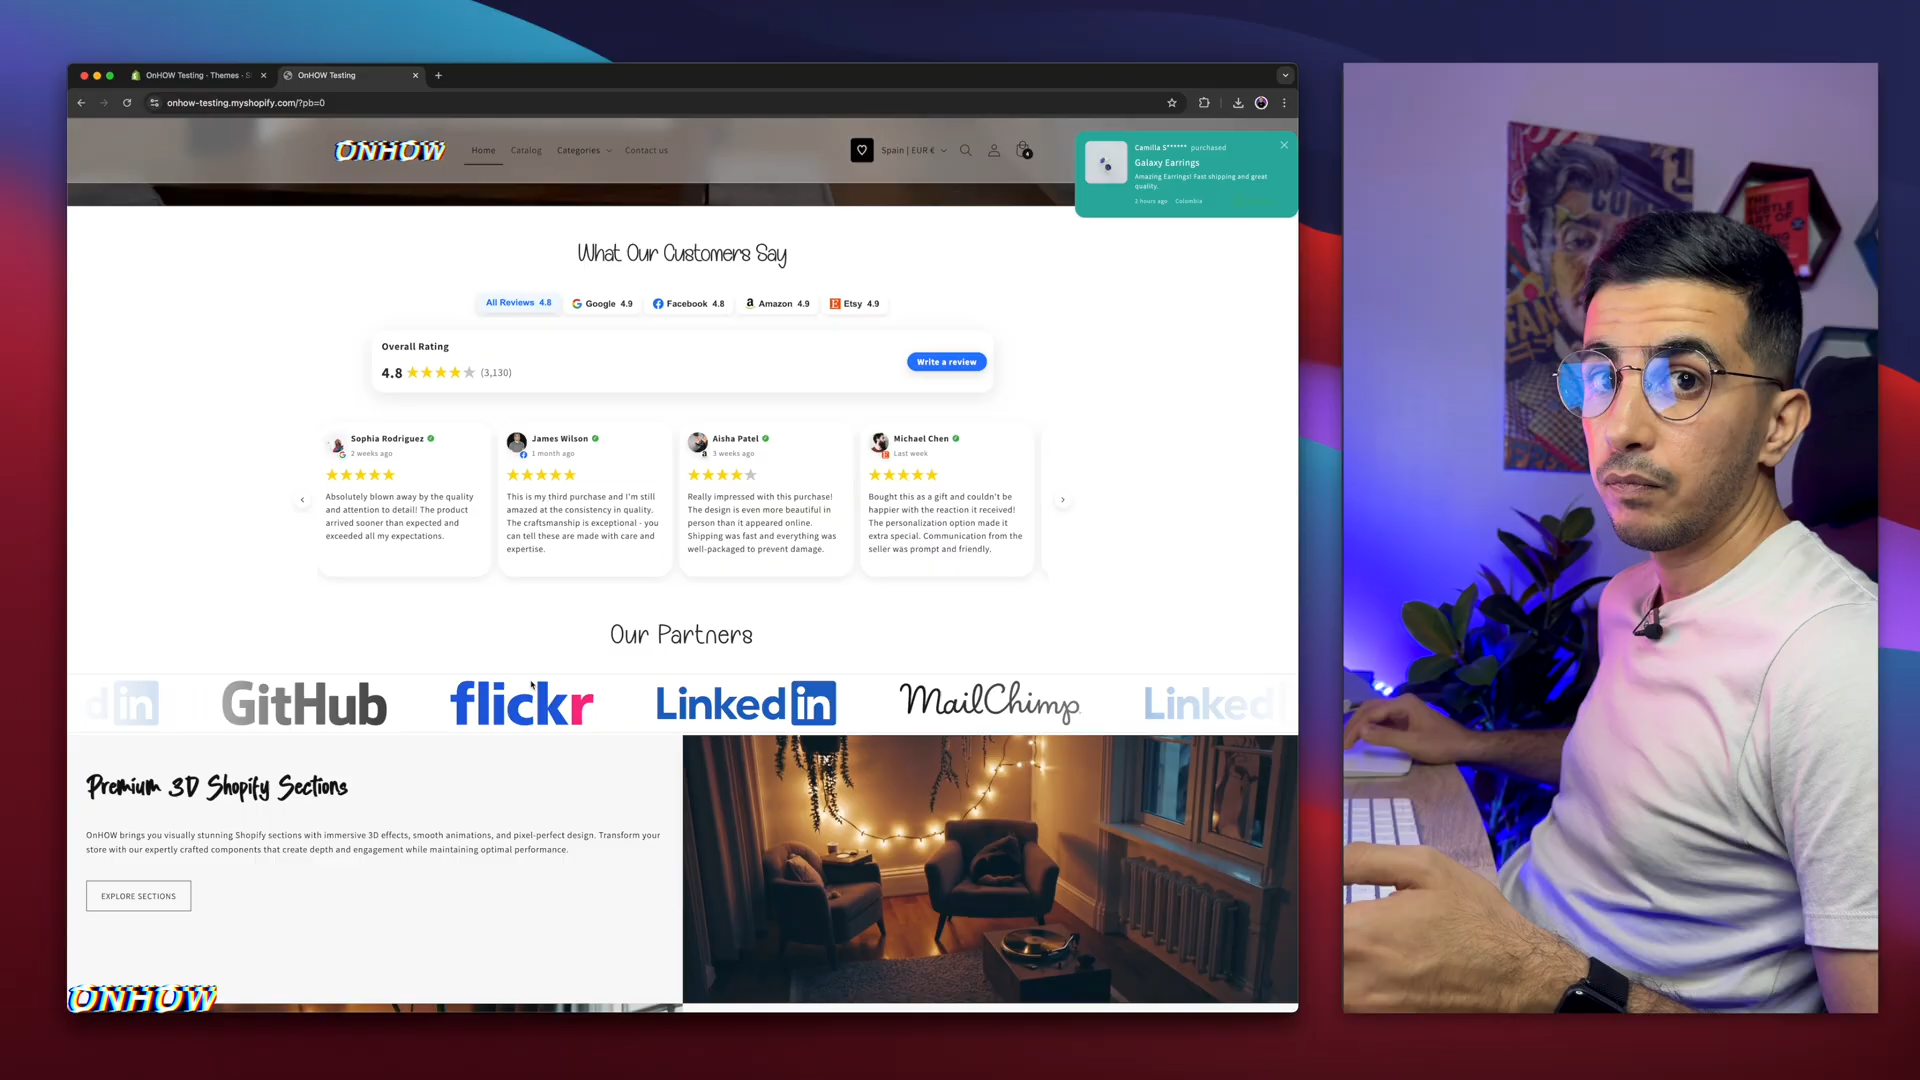 OnHOW Testing · Themes · S
OnHOW Testing
onhow-testing.myshopify.com/?pb=0
ONHOW
Home
Catalog
Categories
Contact us
Spain | EUR €
4
Camilla S****** purchased
Galaxy Earrings
Amazing Earrings! Fast shipping and great
quality.
2 hours ago Colombia
What Our Customers Say
All Reviews 4.8
Google 4.9
Facebook 4.8
Amazon 4.9
Etsy 4.9
Overall Rating
4.8 (3,130)
Write a review
Sophia Rodriguez
2 weeks ago
Absolutely blown away by the quality
and attention to detail! The product
arrived sooner than expected and
exceeded all my expectations.
James Wilson
1 month ago
This is my third purchase and I'm still
amazed at the consistency in quality.
The craftsmanship is exceptional - you
can tell these are made with care and
expertise.
Aisha Patel
3 weeks ago
Really impressed with this purchase!
The design is even more beautiful in
person than it appeared online.
Shipping was fast and everything was
well-packaged to prevent damage.
Michael Chen
Last week
Bought this as a gift and couldn't be
happier with the reaction it received!
The personalization option made it
extra special. Communication from the
seller was prompt and friendly.
Our Partners
d in
GitHub
flickr
Linked in
MailChimp
Linked
Premium 3D Shopify Sections
OnHOW brings you visually stunning Shopify sections with immersive 3D effects, smooth animations, and pixel-perfect design. Transform your
store with our expertly crafted components that create depth and engagement while maintaining optimal performance.
EXPLORE SECTIONS
ONHOW
THE
SUBTLE
ART OF